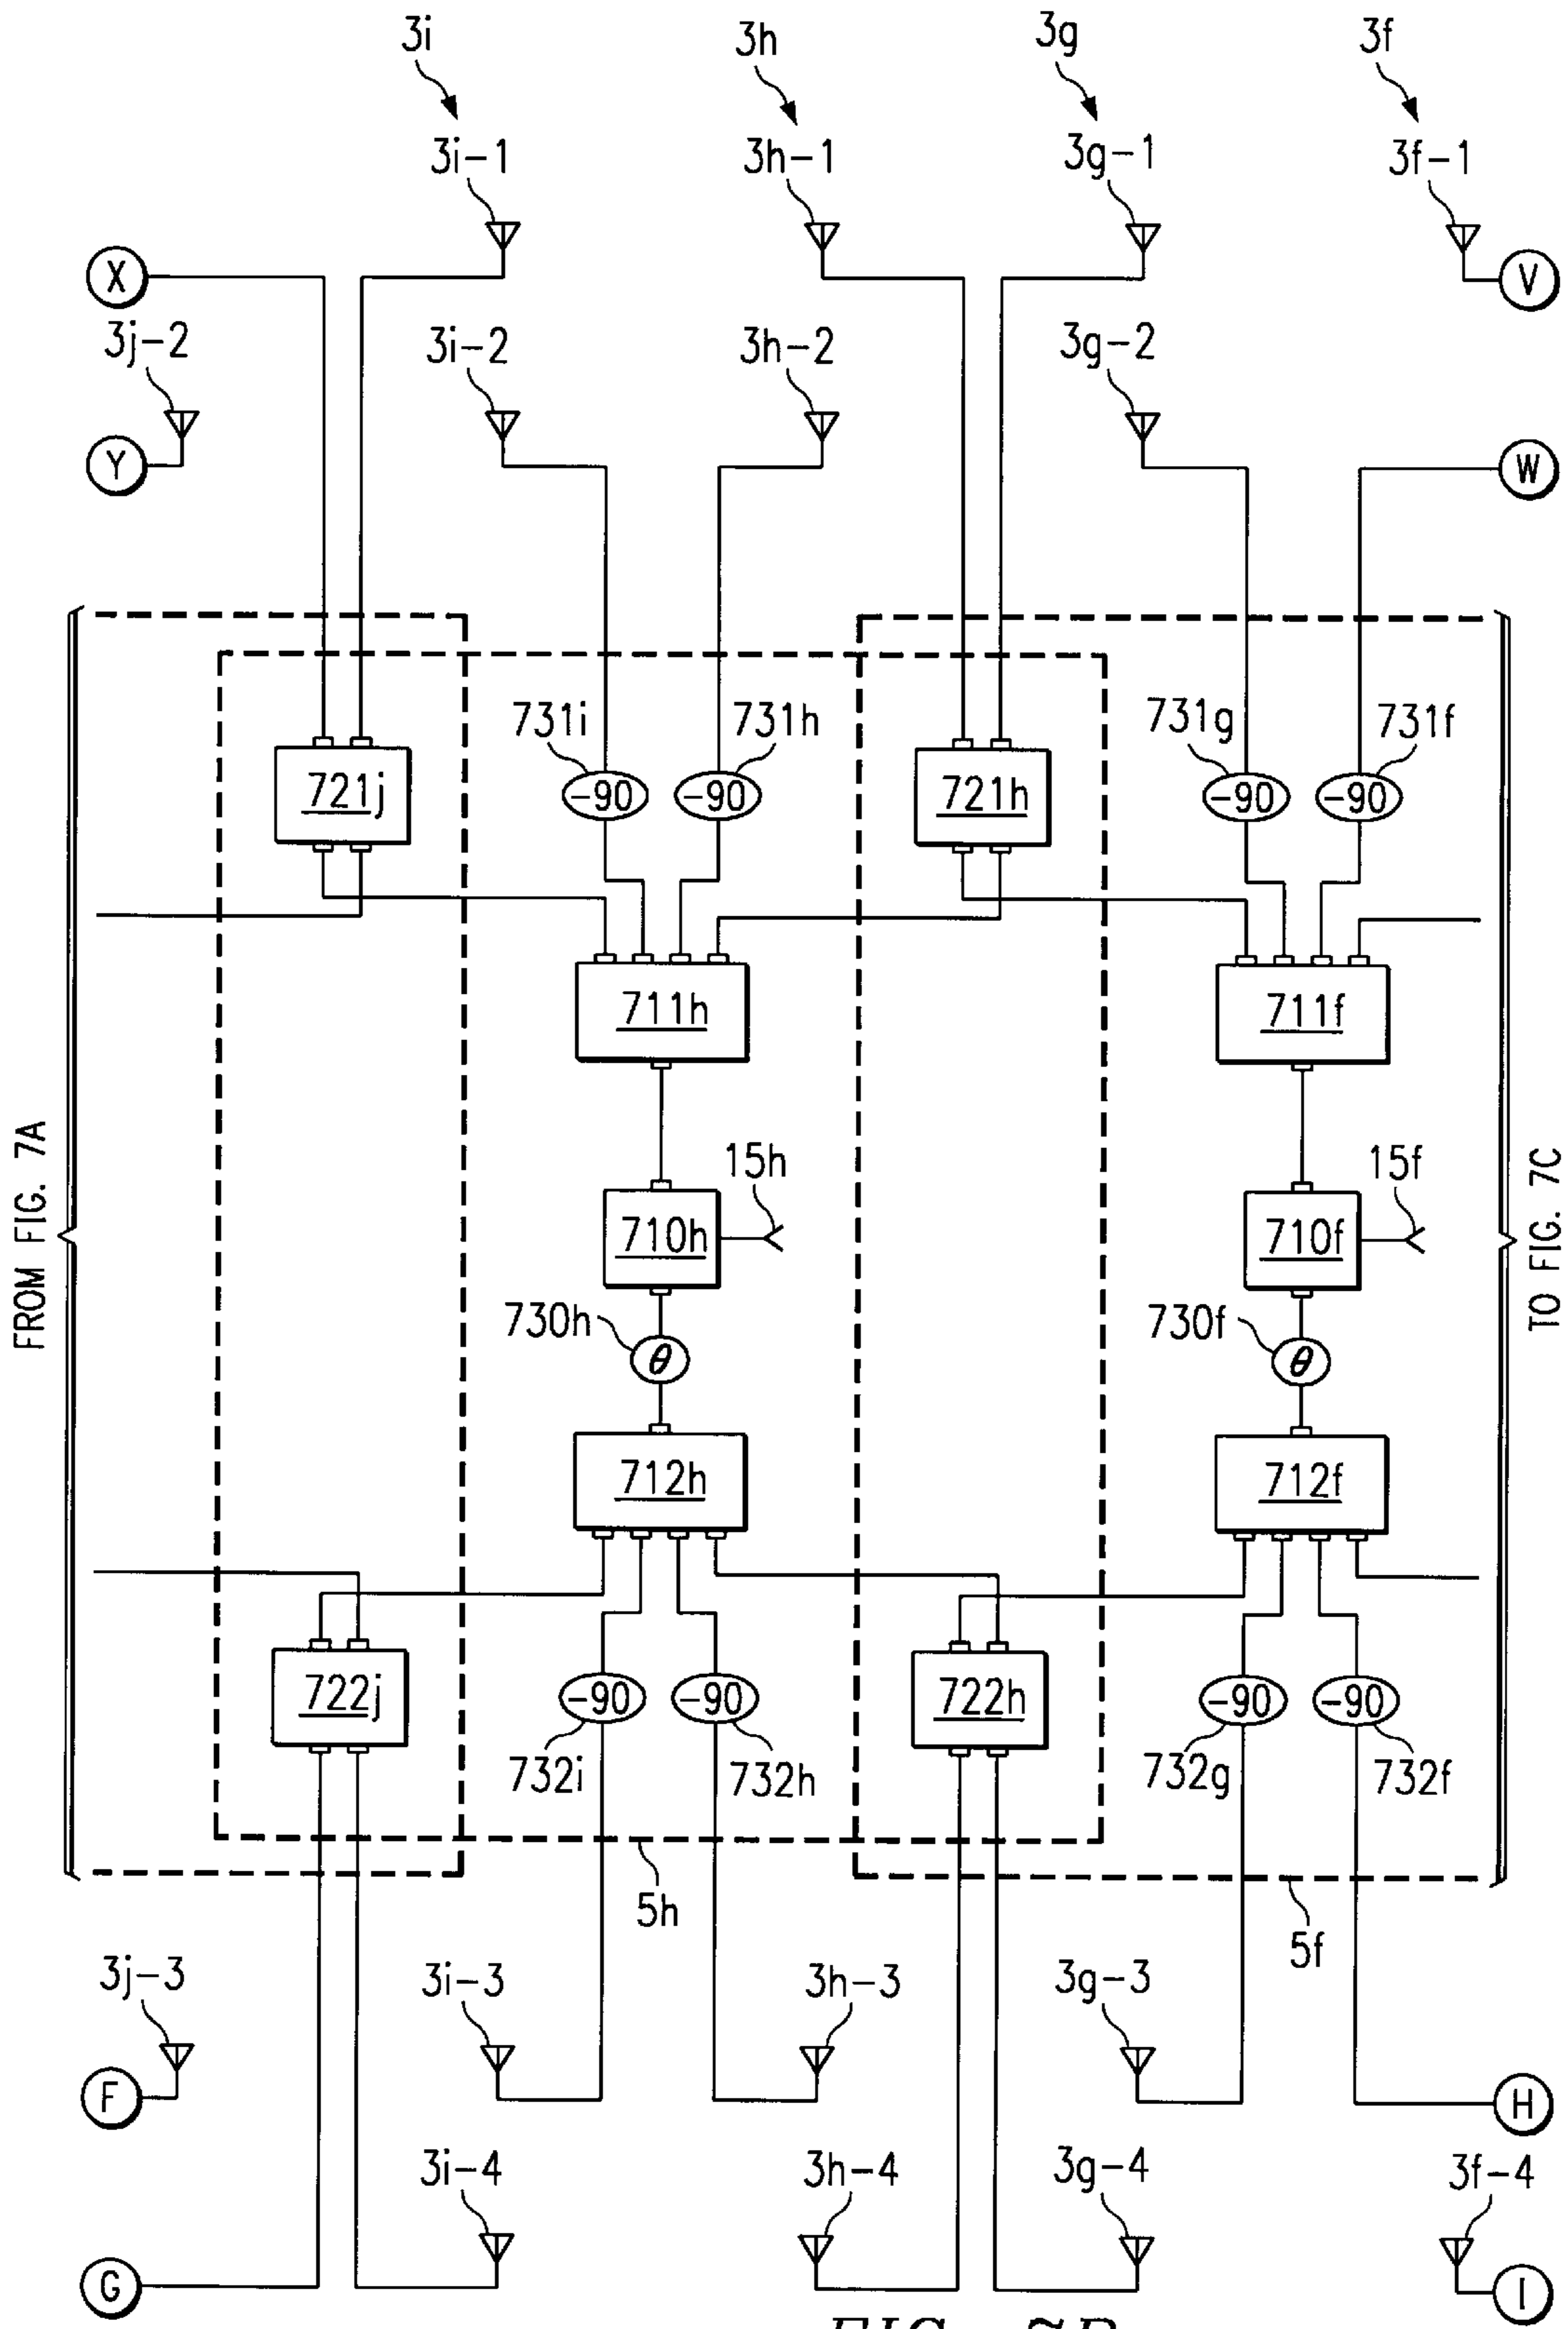 3i 3h 3g 3f
3i-1 3h-1 3g-1 3f-1
X V
3j-2 3i-2 3h-2 3g-2
Y W
731i 731h 731g 731f
721j -90 -90 721h -90 -90
711h 711f
FROM FIG. 7A
15h 15f
710h 710f
TO FIG. 7C
730h 730f
θ θ
712h 712f
722j -90 -90 722h -90 -90
732i 732h 732g 732f
5h
5f
3j-3 3i-3 3h-3 3g-3
F H
3i-4 3h-4 3g-4 3f-4
G I